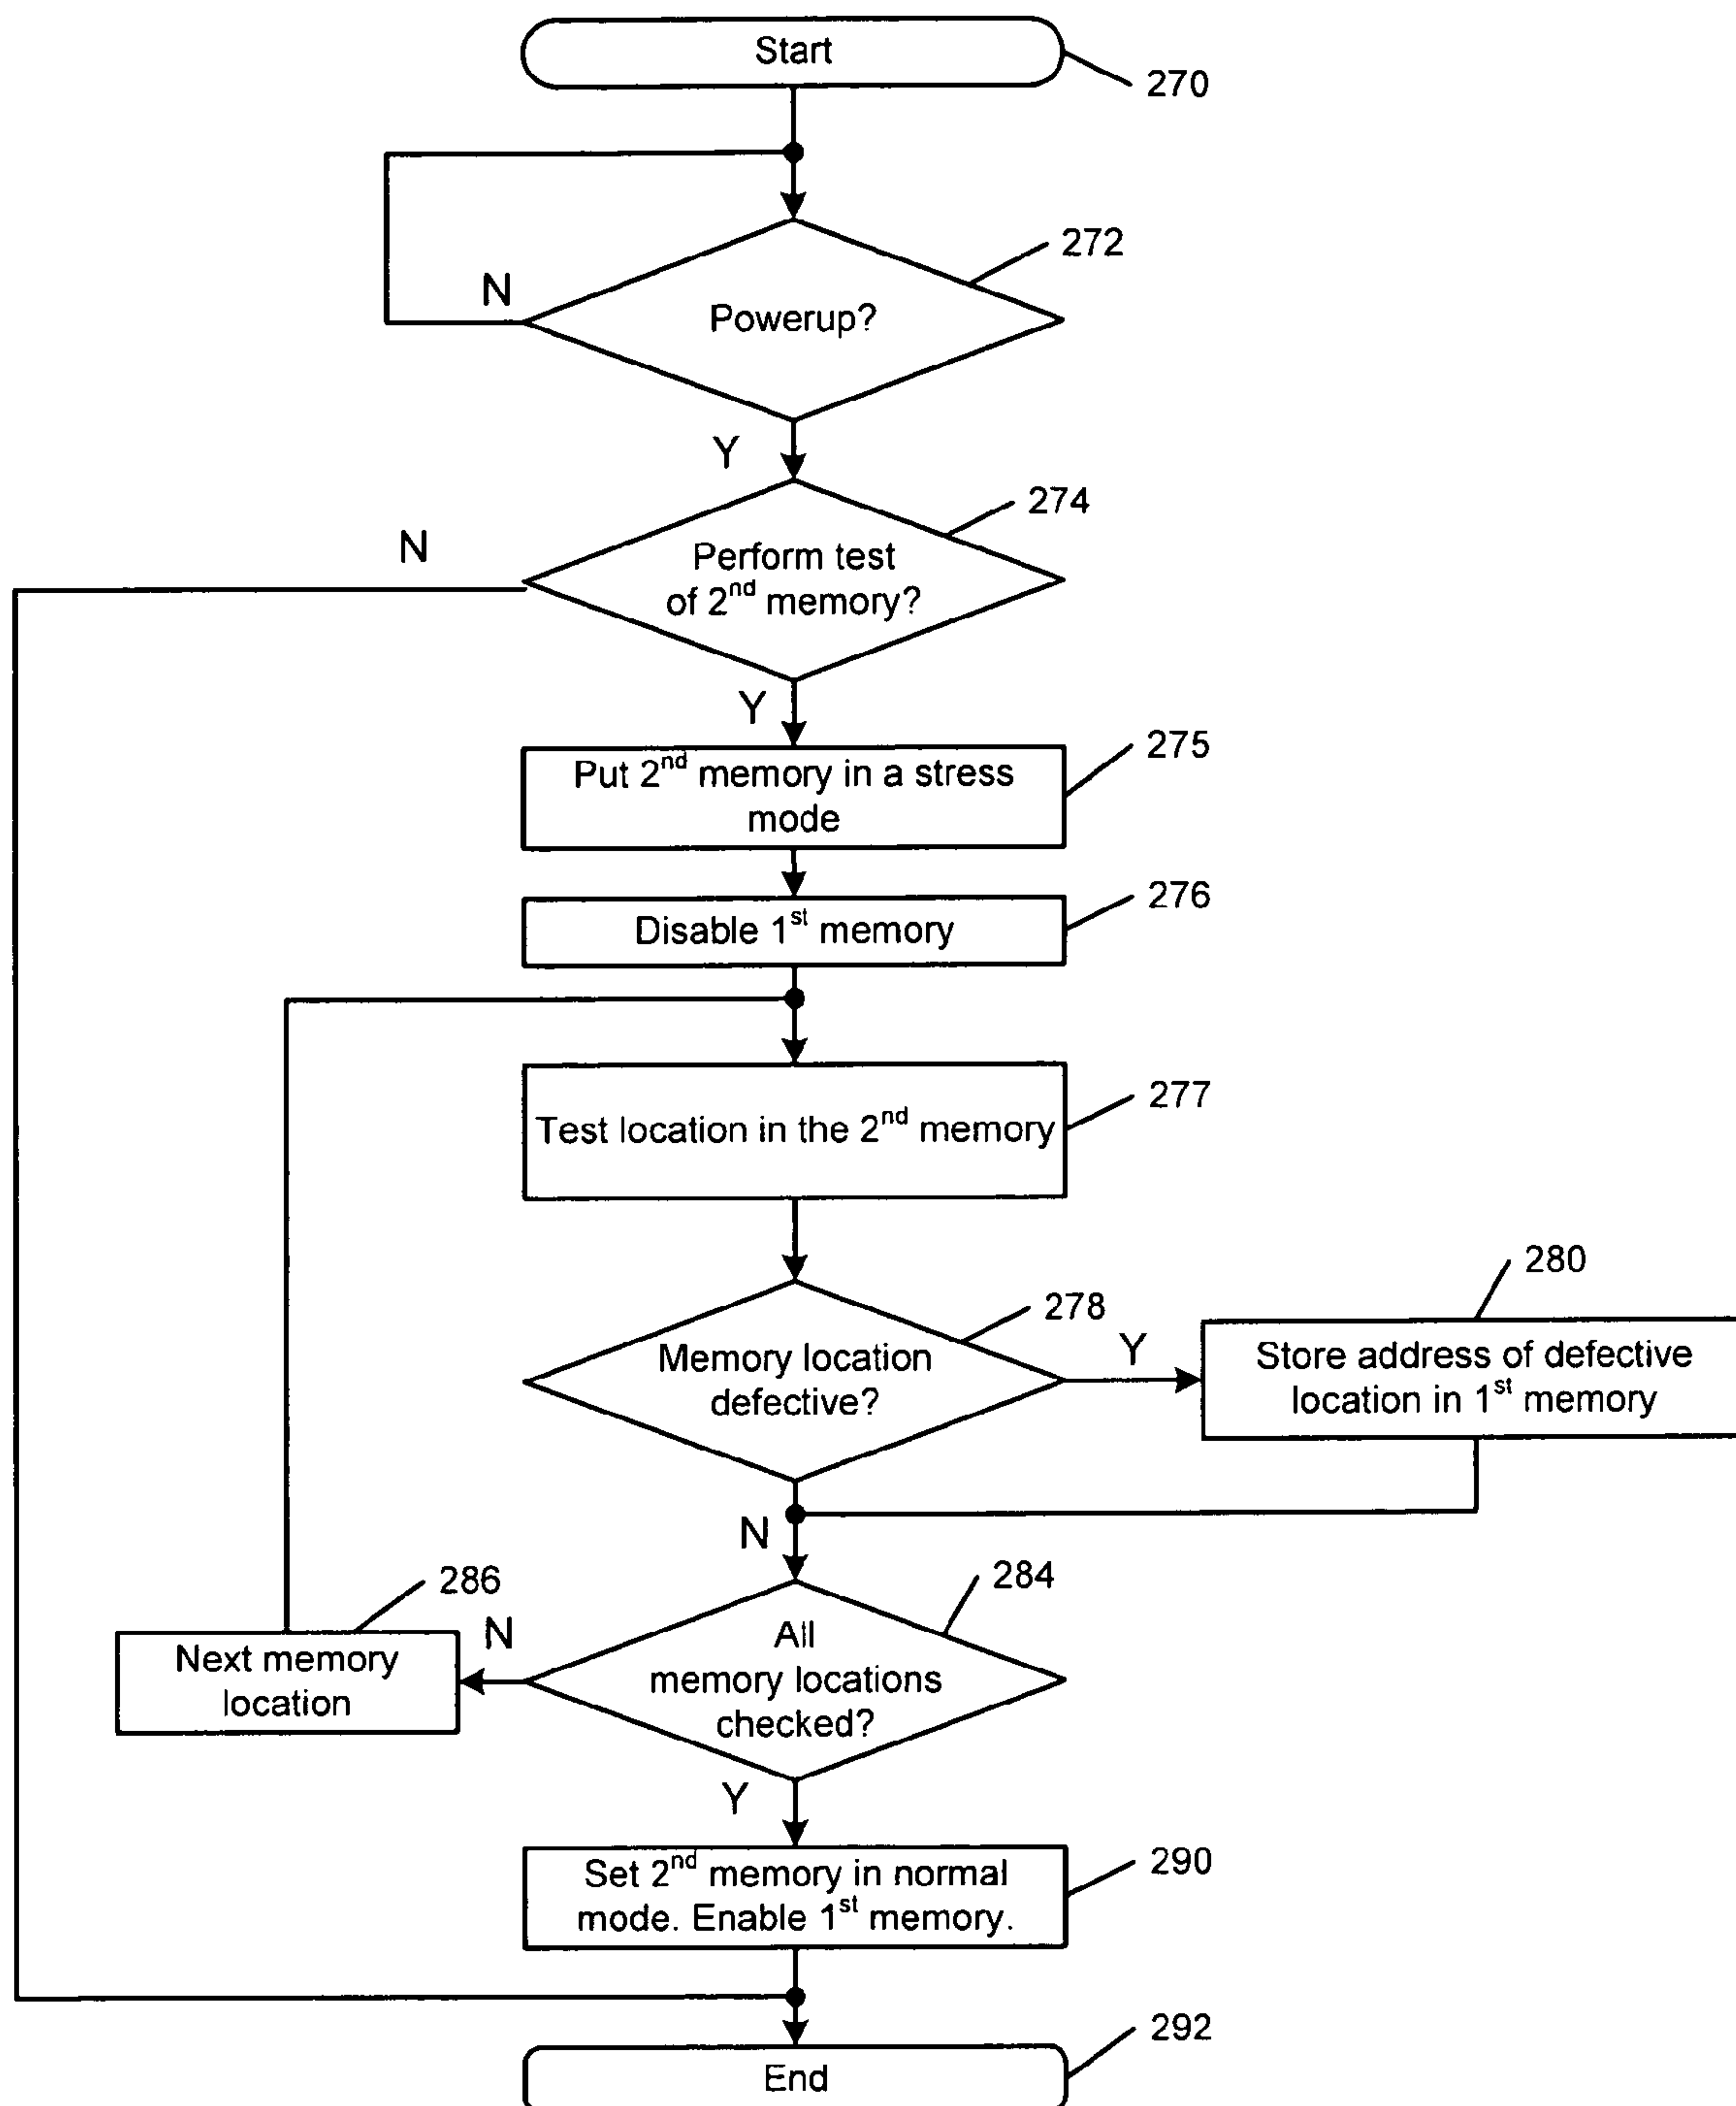 Start
270
272
N
Powerup?
Y
274
N
Perform test
of 2nd memory?
Y
275
Put 2nd memory in a stress
mode
276
Disable 1st memory
277
Test location in the 2nd memory
280
278
Y
Memory location
defective?
Store address of defective
location in 1st memory
N
284
286
N
All
memory locations
checked?
Next memory
location
Y
290
Set 2nd memory in normal
mode. Enable 1st memory.
292
End